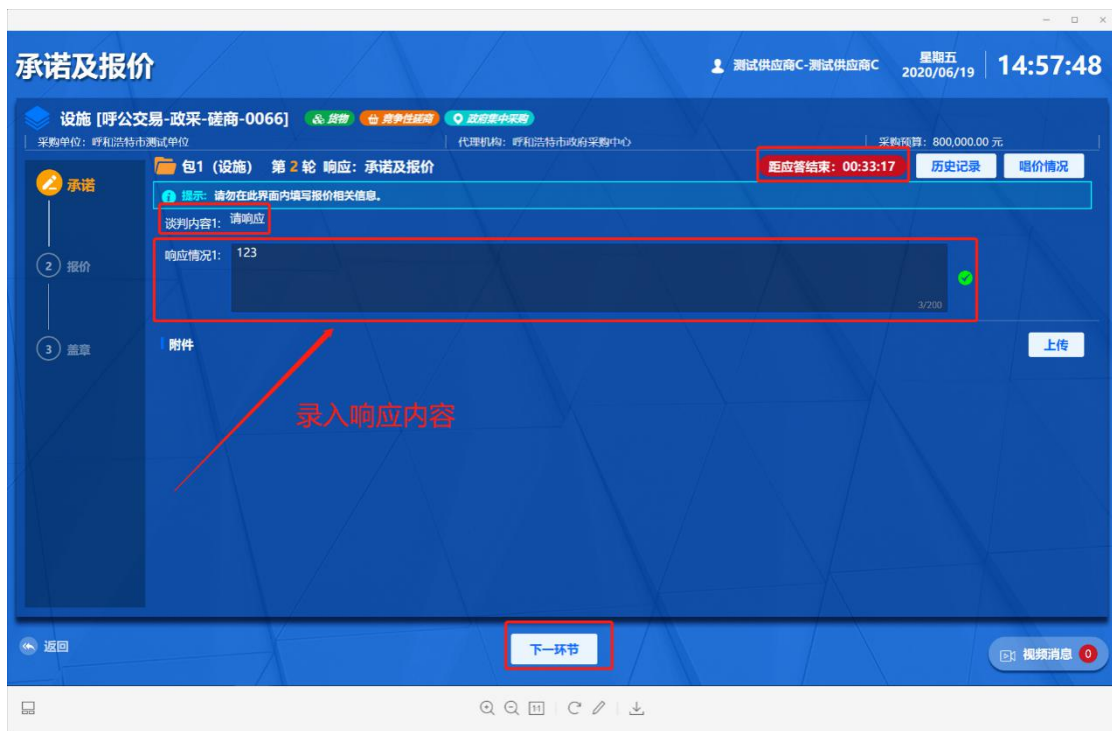 承诺及报价
测试供应商C-测试供应商C
星期五
2020/06/19
14:57:48
设施 [呼公交易-政采-磋商-0066] 货物 竞争性磋商 政府集中采购
采购单位：呼和浩特市测试单位 代理机构：呼和浩特市政府采购中心 采购预算：800,000.00 元
承诺
包1（设施） 第 2 轮 响应：承诺及报价 距应答结束：00:33:17 历史记录 唱价情况
提示：请勿在此界面内填写报价相关信息。
谈判内容1: 请响应
响应情况1: 123
2 报价
3/200
3 盖章
附件 上传
录入响应内容
返回 下一环节 视频消息 0
1:1